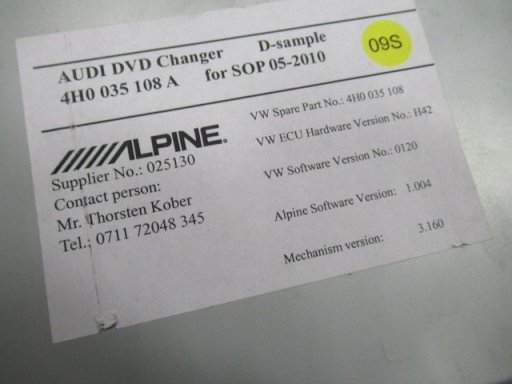 AUDI DVD Changer D-sample
4H0 035 108 A for SOP 05-2010
09S
ALPINE®
Supplier No.: 025130
Contact person:
Mr. Thorsten Kober
Tel.: 0711 72048 345
VW Spare Part No.: 4H0 035 108
VW ECU Hardware Version No.: H42
VW Software Version No.: 0120
Alpine Software Version: 1.004
Mechanism version: 3.160